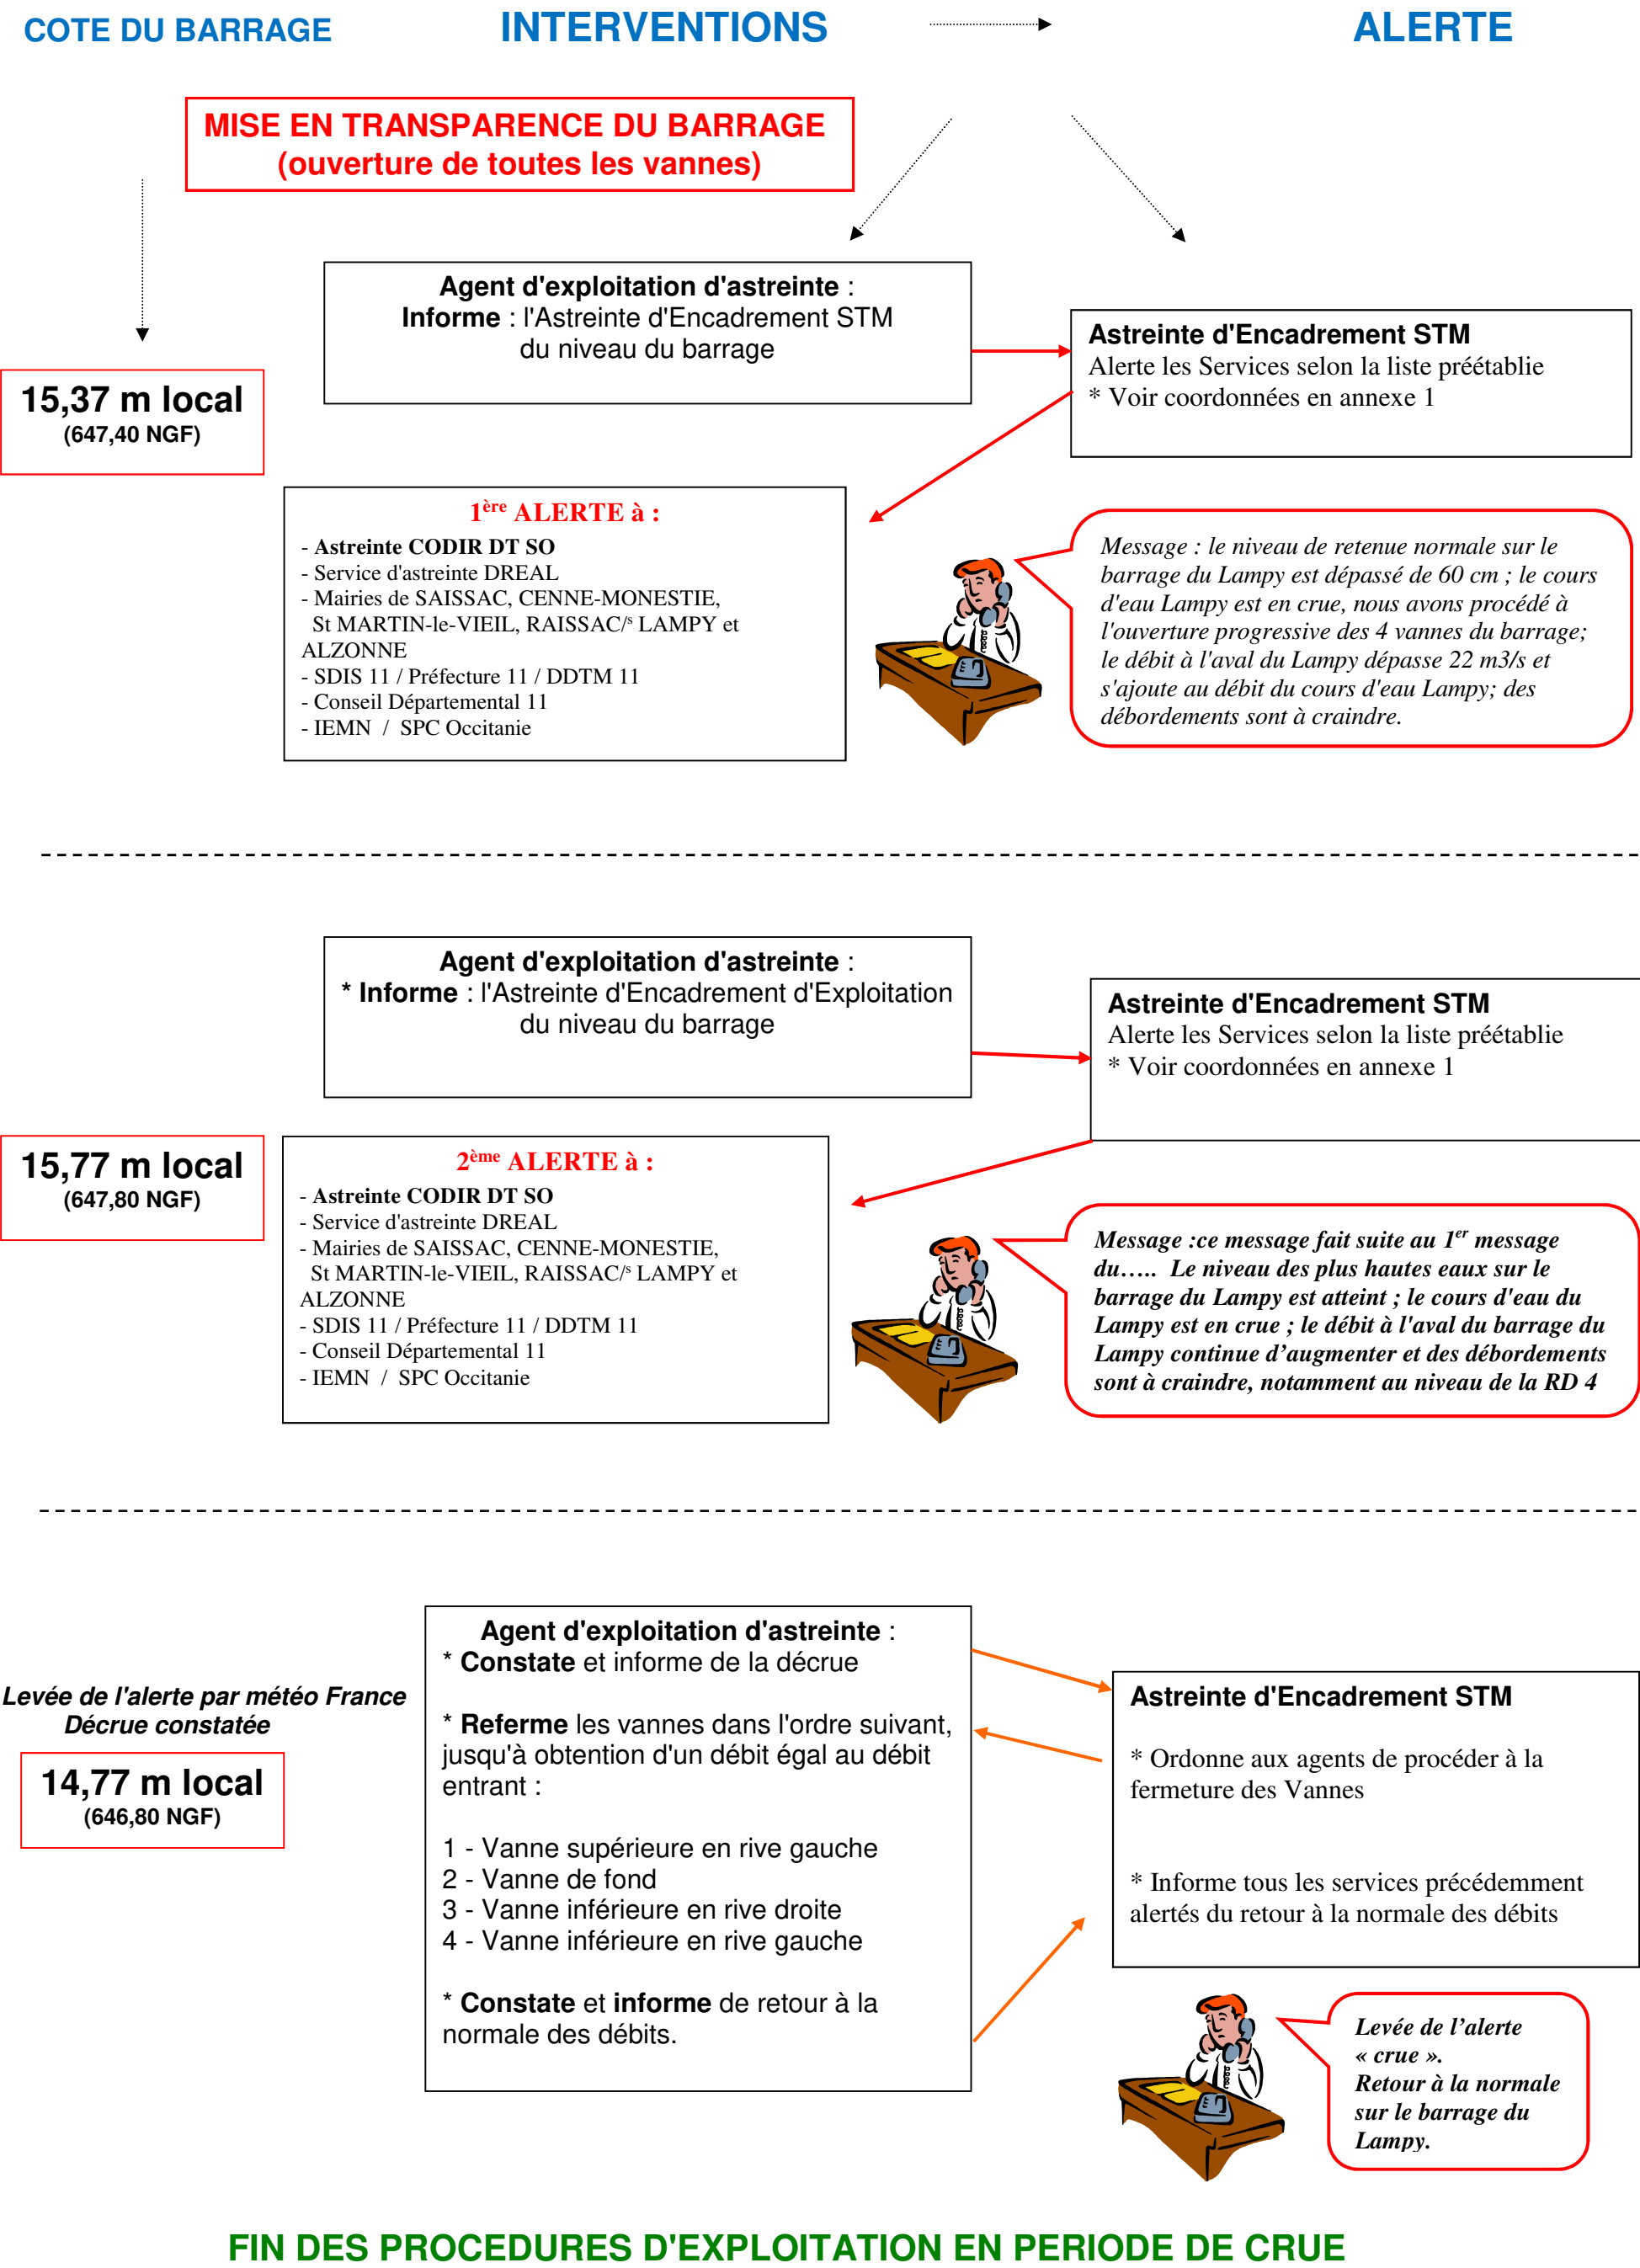 COTE DU BARRAGE
INTERVENTIONS
ALERTE
MISE EN TRANSPARENCE DU BARRAGE
(ouverture de toutes les vannes)
Agent d'exploitation d'astreinte :
Informe : l'Astreinte d'Encadrement STM
du niveau du barrage
Astreinte d'Encadrement STM
Alerte les Services selon la liste préétablie
* Voir coordonnées en annexe 1
15,37 m local
(647,40 NGF)
1ère ALERTE à :
- Astreinte CODIR DT SO
- Service d'astreinte DREAL
- Mairies de SAISSAC, CENNE-MONESTIE,
St MARTIN-le-VIEIL, RAISSAC/s LAMPY et
ALZONNE
- SDIS 11 / Préfecture 11 / DDTM 11
- Conseil Départemental 11
- IEMN / SPC Occitanie
Message : le niveau de retenue normale sur le
barrage du Lampy est dépassé de 60 cm ; le cours
d'eau Lampy est en crue, nous avons procédé à
l'ouverture progressive des 4 vannes du barrage;
le débit à l'aval du Lampy dépasse 22 m3/s et
s'ajoute au débit du cours d'eau Lampy; des
débordements sont à craindre.
Agent d'exploitation d'astreinte :
* Informe : l'Astreinte d'Encadrement d'Exploitation
du niveau du barrage
Astreinte d'Encadrement STM
Alerte les Services selon la liste préétablie
* Voir coordonnées en annexe 1
15,77 m local
(647,80 NGF)
2ème ALERTE à :
- Astreinte CODIR DT SO
- Service d'astreinte DREAL
- Mairies de SAISSAC, CENNE-MONESTIE,
St MARTIN-le-VIEIL, RAISSAC/s LAMPY et
ALZONNE
- SDIS 11 / Préfecture 11 / DDTM 11
- Conseil Départemental 11
- IEMN / SPC Occitanie
Message :ce message fait suite au 1er message
du….. Le niveau des plus hautes eaux sur le
barrage du Lampy est atteint ; le cours d'eau du
Lampy est en crue ; le débit à l'aval du barrage du
Lampy continue d’augmenter et des débordements
sont à craindre, notamment au niveau de la RD 4
Levée de l'alerte par météo France
Décrue constatée
14,77 m local
(646,80 NGF)
Agent d'exploitation d'astreinte :
* Constate et informe de la décrue
* Referme les vannes dans l'ordre suivant,
jusqu'à obtention d'un débit égal au débit
entrant :
1 - Vanne supérieure en rive gauche
2 - Vanne de fond
3 - Vanne inférieure en rive droite
4 - Vanne inférieure en rive gauche
* Constate et informe de retour à la
normale des débits.
Astreinte d'Encadrement STM
* Ordonne aux agents de procéder à la
fermeture des Vannes
* Informe tous les services précédemment
alertés du retour à la normale des débits
Levée de l’alerte
« crue ».
Retour à la normale
sur le barrage du
Lampy.
FIN DES PROCEDURES D'EXPLOITATION EN PERIODE DE CRUE